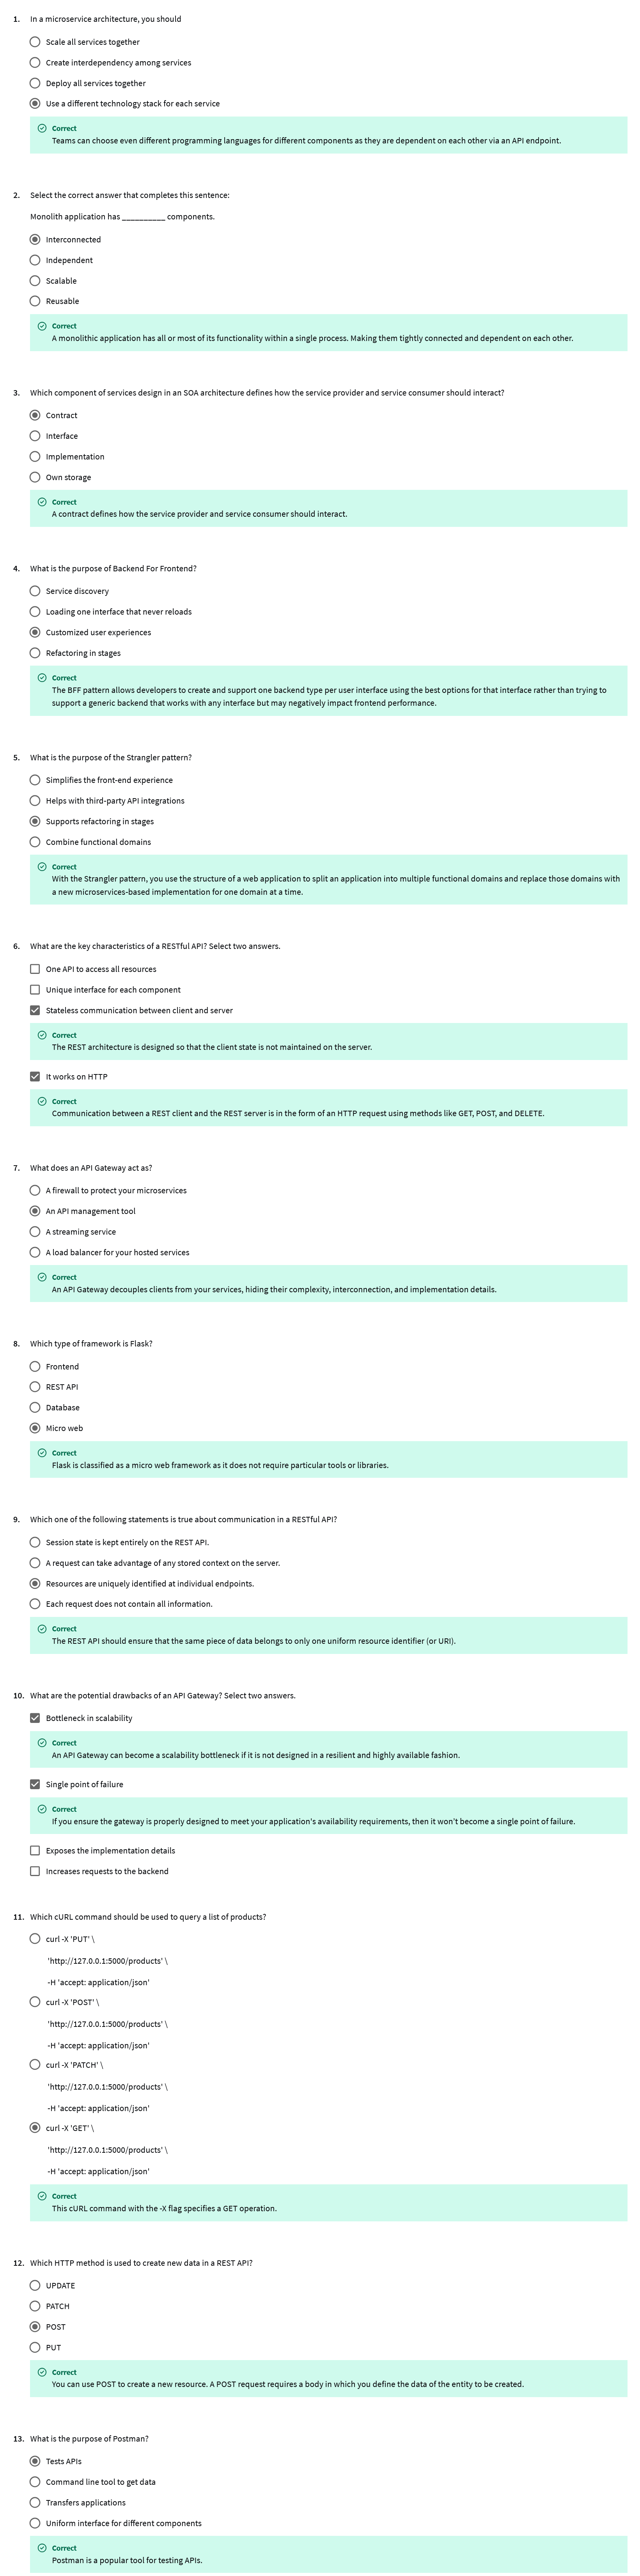 1. In a microservice architecture, you should
Scale all services together
Create interdependency among services
Deploy all services together
Use a different technology stack for each service
Correct
Teams can choose even different programming languages for different components as they are dependent on each other via an API endpoint.
2. Select the correct answer that completes this sentence:
Monolith application has __________ components.
Interconnected
Independent
Scalable
Reusable
Correct
A monolithic application has all or most of its functionality within a single process. Making them tightly connected and dependent on each other.
3. Which component of services design in an SOA architecture defines how the service provider and service consumer should interact?
Contract
Interface
Implementation
Own storage
Correct
A contract defines how the service provider and service consumer should interact.
4. What is the purpose of Backend For Frontend?
Service discovery
Loading one interface that never reloads
Customized user experiences
Refactoring in stages
Correct
The BFF pattern allows developers to create and support one backend type per user interface using the best options for that interface rather than trying to
support a generic backend that works with any interface but may negatively impact frontend performance.
5. What is the purpose of the Strangler pattern?
Simplifies the front-end experience
Helps with third-party API integrations
Supports refactoring in stages
Combine functional domains
Correct
With the Strangler pattern, you use the structure of a web application to split an application into multiple functional domains and replace those domains with
a new microservices-based implementation for one domain at a time.
6. What are the key characteristics of a RESTful API? Select two answers.
One API to access all resources
Unique interface for each component
Stateless communication between client and server
Correct
The REST architecture is designed so that the client state is not maintained on the server.
It works on HTTP
Correct
Communication between a REST client and the REST server is in the form of an HTTP request using methods like GET, POST, and DELETE.
7. What does an API Gateway act as?
A firewall to protect your microservices
An API management tool
A streaming service
A load balancer for your hosted services
Correct
An API Gateway decouples clients from your services, hiding their complexity, interconnection, and implementation details.
8. Which type of framework is Flask?
Frontend
REST API
Database
Micro web
Correct
Flask is classified as a micro web framework as it does not require particular tools or libraries.
9. Which one of the following statements is true about communication in a RESTful API?
Session state is kept entirely on the REST API.
A request can take advantage of any stored context on the server.
Resources are uniquely identified at individual endpoints.
Each request does not contain all information.
Correct
The REST API should ensure that the same piece of data belongs to only one uniform resource identifier (or URI).
10. What are the potential drawbacks of an API Gateway? Select two answers.
Bottleneck in scalability
Correct
An API Gateway can become a scalability bottleneck if it is not designed in a resilient and highly available fashion.
Single point of failure
Correct
If you ensure the gateway is properly designed to meet your application's availability requirements, then it won't become a single point of failure.
Exposes the implementation details
Increases requests to the backend
11. Which cURL command should be used to query a list of products?
curl -X 'PUT' \
'http://127.0.0.1:5000/products' \
-H 'accept: application/json'
curl -X 'POST' \
'http://127.0.0.1:5000/products' \
-H 'accept: application/json'
curl -X 'PATCH' \
'http://127.0.0.1:5000/products' \
-H 'accept: application/json'
curl -X 'GET' \
'http://127.0.0.1:5000/products' \
-H 'accept: application/json'
Correct
This cURL command with the -X flag specifies a GET operation.
12. Which HTTP method is used to create new data in a REST API?
UPDATE
PATCH
POST
PUT
Correct
You can use POST to create a new resource. A POST request requires a body in which you define the data of the entity to be created.
13. What is the purpose of Postman?
Tests APIs
Command line tool to get data
Transfers applications
Uniform interface for different components
Correct
Postman is a popular tool for testing APIs.